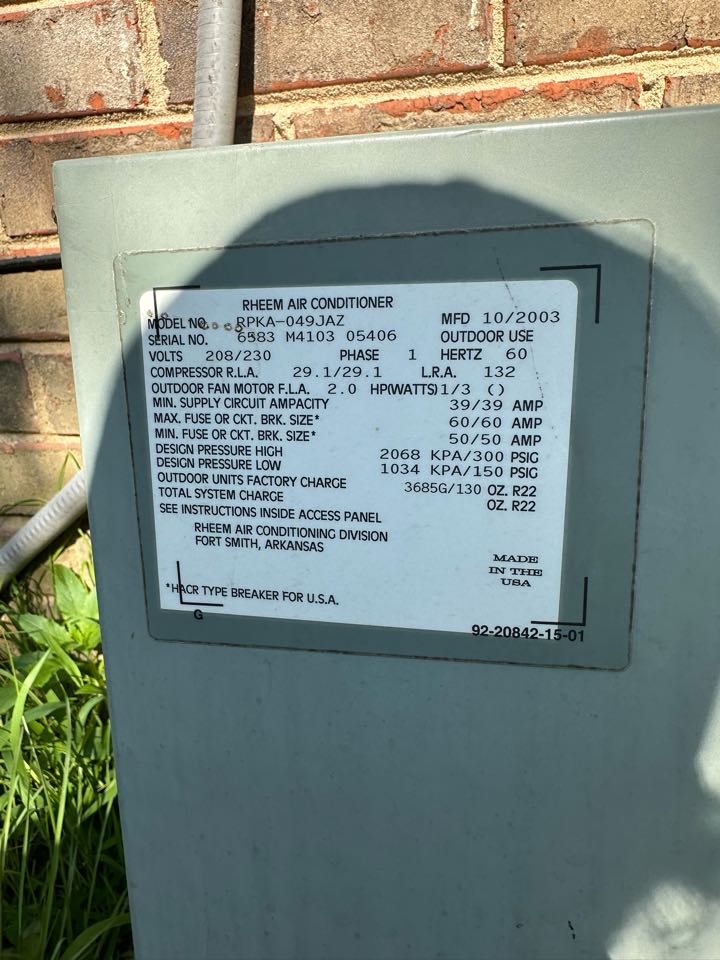 RHEEM AIR CONDITIONER
MODEL NO. RPKA-049JAZ MFD 10/2003
SERIAL NO. 6583 M4103 05406 OUTDOOR USE
VOLTS 208/230 PHASE 1 HERTZ 60
COMPRESSOR R.L.A. 29.1/29.1 L.R.A. 132
OUTDOOR FAN MOTOR F.L.A. 2.0 HP(WATTS) 1/3 ()
MIN. SUPPLY CIRCUIT AMPACITY 39/39 AMP
MAX. FUSE OR CKT. BRK. SIZE* 60/60 AMP
MIN. FUSE OR CKT. BRK. SIZE* 50/50 AMP
DESIGN PRESSURE HIGH 2068 KPA/300 PSIG
DESIGN PRESSURE LOW 1034 KPA/150 PSIG
OUTDOOR UNITS FACTORY CHARGE 3685G/130 OZ. R22
TOTAL SYSTEM CHARGE OZ. R22
SEE INSTRUCTIONS INSIDE ACCESS PANEL
RHEEM AIR CONDITIONING DIVISION
FORT SMITH, ARKANSAS
MADE
IN THE
USA
*HACR TYPE BREAKER FOR U.S.A.
G
92-20842-15-01